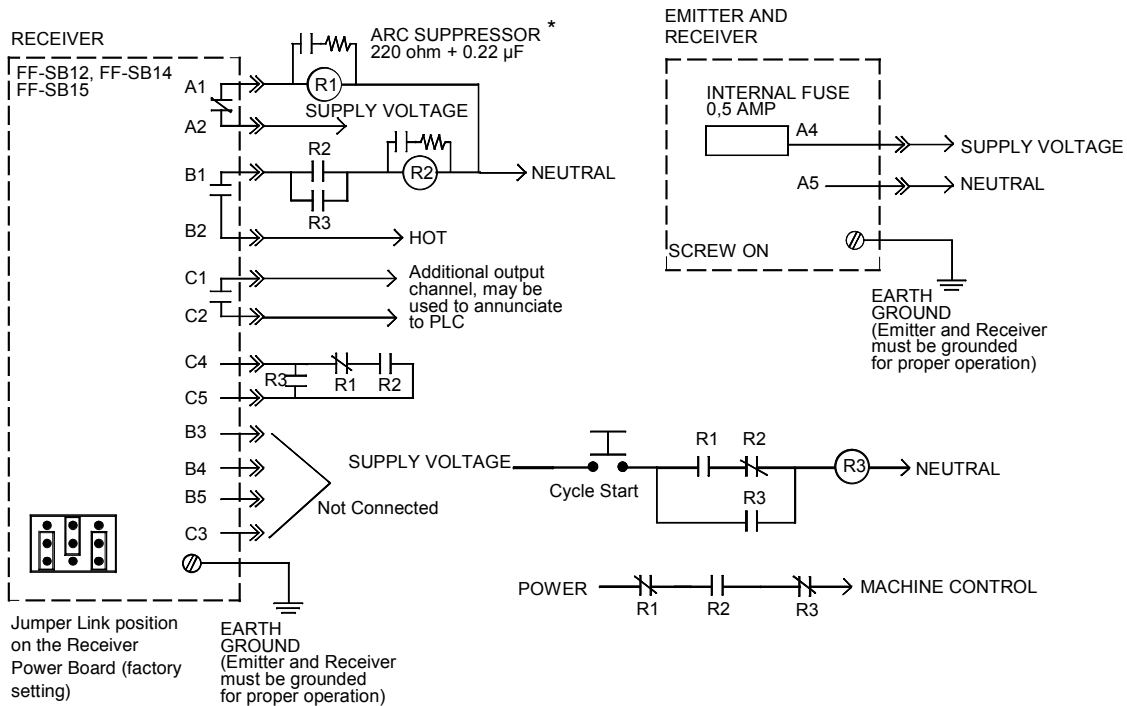 RECEIVER
FF-SB12, FF-SB14
FF-SB15
ARC SUPPRESSOR *
220 ohm + 0.22 µF
A1
R1
SUPPLY VOLTAGE
A2
R2
B1
R2
NEUTRAL
R3
B2
HOT
C1
Additional output
channel, may be
used to annunciate
to PLC
C2
C4
R3
R1
R2
C5
B3
B4
B5
C3
Not Connected
Jumper Link position
on the Receiver
Power Board (factory
setting)
EARTH
GROUND
(Emitter and Receiver
must be grounded
for proper operation)
EMITTER AND
RECEIVER
INTERNAL FUSE
0,5 AMP
A4
SUPPLY VOLTAGE
A5
NEUTRAL
SCREW ON
EARTH
GROUND
(Emitter and Receiver
must be grounded
for proper operation)
SUPPLY VOLTAGE
Cycle Start
R1
R2
R3
R3
NEUTRAL
POWER
R1
R2
R3
MACHINE CONTROL